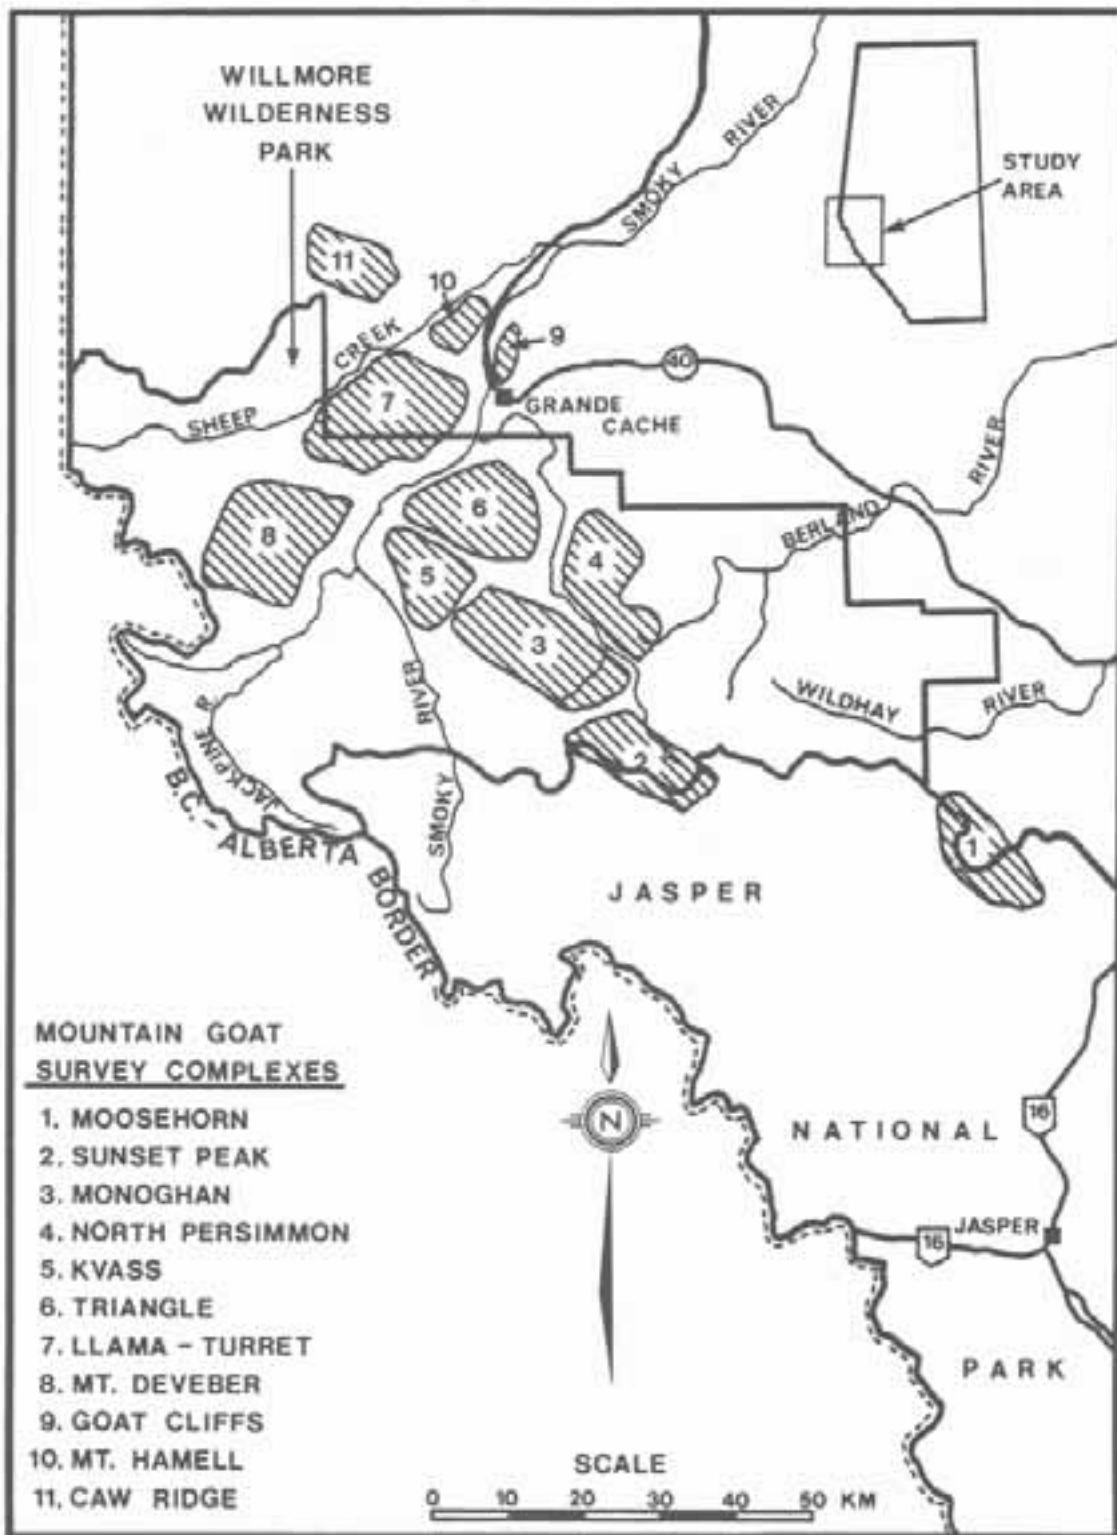 WILLMORE
WILDERNESS
PARK
SMOKY RIVER
STUDY
AREA
11
10
9
SHEEP CREEK
7
40
GRANDE
CACHE
RIVER
6
8
BERLAND
4
5
3
RIVER
WILDHAY RIVER
JACKPINE R.
2
SMOKY
1
B.C. - ALBERTA BORDER
JASPER
MOUNTAIN GOAT
SURVEY COMPLEXES
1. MOOSEHORN
2. SUNSET PEAK
3. MONOGHAN
4. NORTH PERSIMMON
5. KVASS
6. TRIANGLE
7. LLAMA - TURRET
8. MT. DEVEBER
9. GOAT CLIFFS
10. MT. HAMELL
11. CAW RIDGE
N
16
NATIONAL
JASPER
16
PARK
SCALE
0 10 20 30 40 50 KM